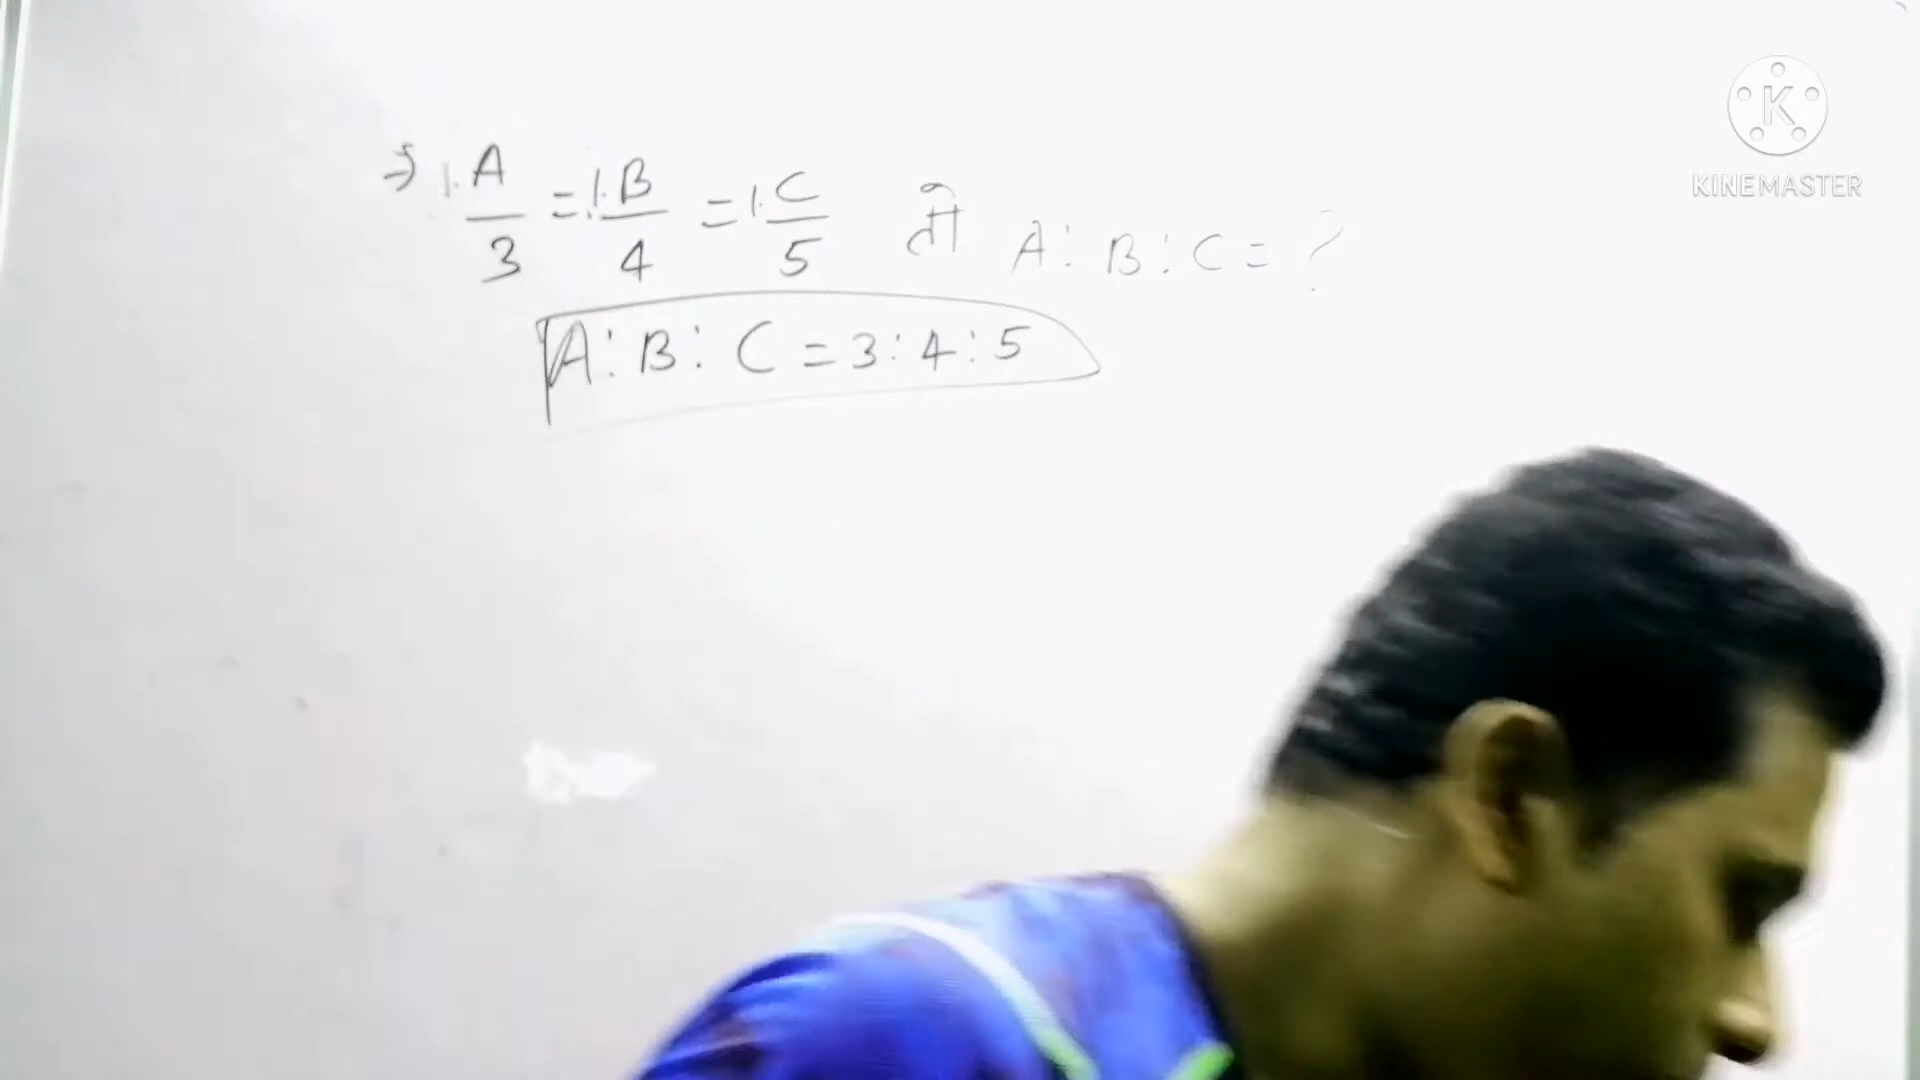 ⇒ 1.A/3 = 1.B/4 = 1.C/5 तो A:B:C = ?
A:B:C = 3:4:5
KINEMASTER